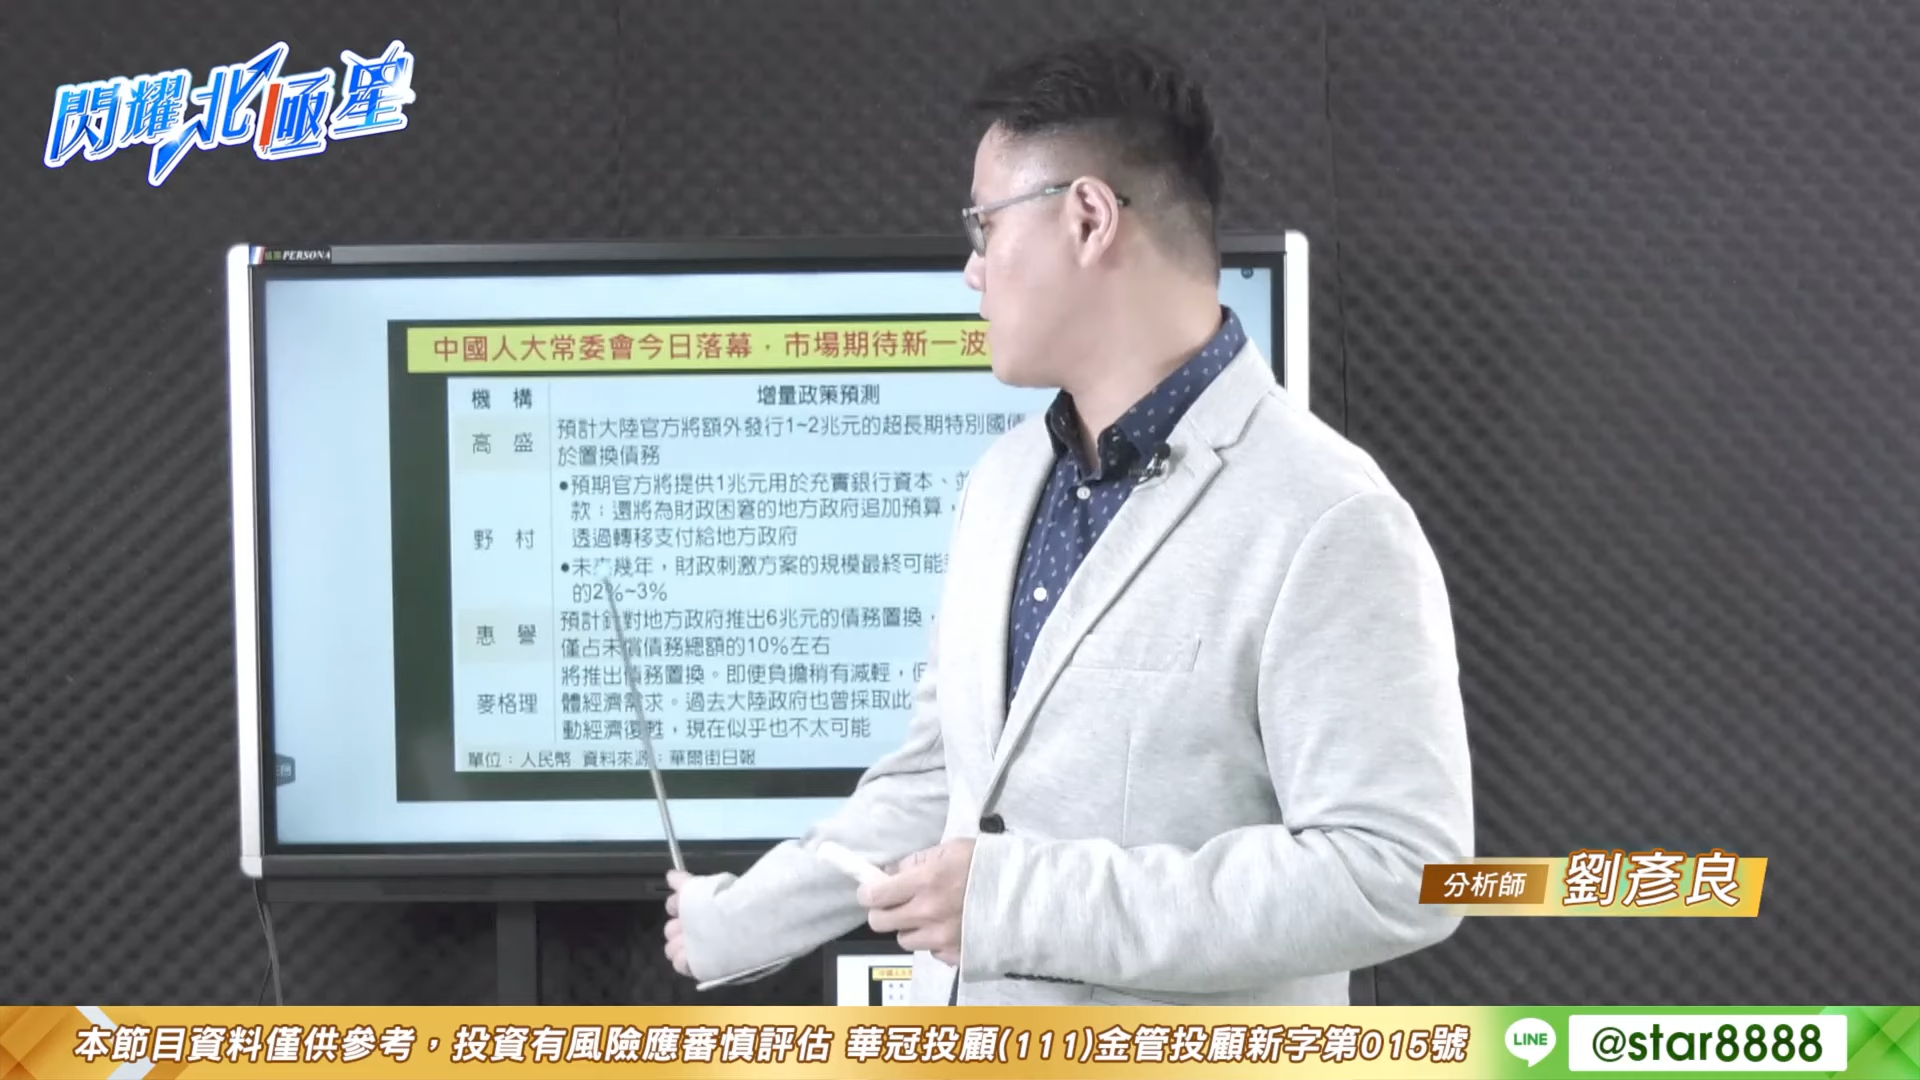 閃耀北極星
PERSONA
中國人大常委會今日落幕，市場期待新一波
機構 增量政策預測
高盛 預計大陸官方將額外發行1~2兆元的超長期特別國債
於置換債務
野村 •預期官方將提供1兆元用於充實銀行資本、並
款；還將為財政困窘的地方政府追加預算，
透過轉移支付給地方政府
•未來幾年，財政刺激方案的規模最終可能
的2%~3%
惠譽 預計針對地方政府推出6兆元的債務置換，
僅占未償債務總額的10%左右
麥格理 將推出債務置換。即使負擔稍有減輕，但
體經濟需求。過去大陸政府也曾採取此
動經濟復甦，現在似乎也不太可能
單位：人民幣 資料來源：華爾街日報
分析師 劉彥良
本節目資料僅供參考，投資有風險應審慎評估 華冠投顧(111)金管投顧新字第015號
LINE @star8888